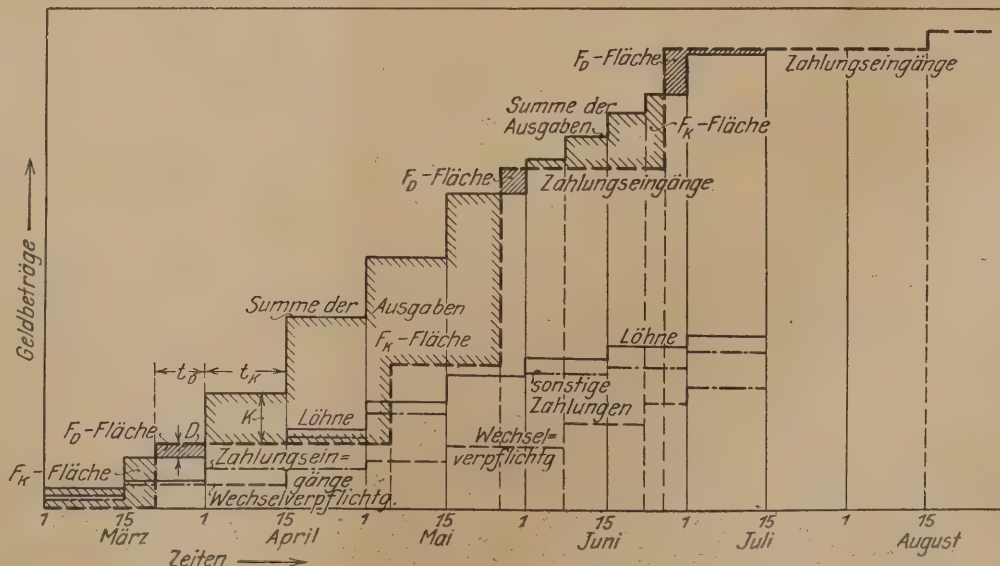 F_D-Fläche
Zahlungseingänge
Summe der
Ausgaben
F_K-Fläche
F_D-Fläche
Zahlungseingänge
Geldbeträge
Summe der Ausgaben
F_K-Fläche
Löhne
t_D t_K
sonstige
Zahlungen
K
Löhne
F_D-Fläche D
Wechsel=
verpflichtg
F_K-Fläche
Zahlungsein=
gänge
Wechselverpflichtg.
1 15 1 15 1 15 1 15 1 15 1 15
März April Mai Juni Juli August
Zeiten